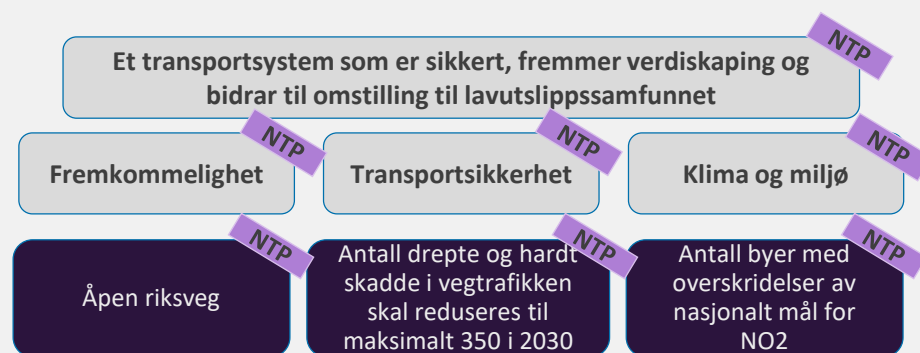 NTP
Et transportsystem som er sikkert, fremmer verdiskaping og
bidrar til omstilling til lavutslippssamfunnet
NTP
Fremkommelighet
NTP
Transportsikkerhet
NTP
Klima og miljø
NTP
Åpen riksveg
NTP
Antall drepte og hardt
skadde i vegtrafikken
skal reduseres til
maksimalt 350 i 2030
NTP
Antall byer med
overskridelser av
nasjonalt mål for
NO2